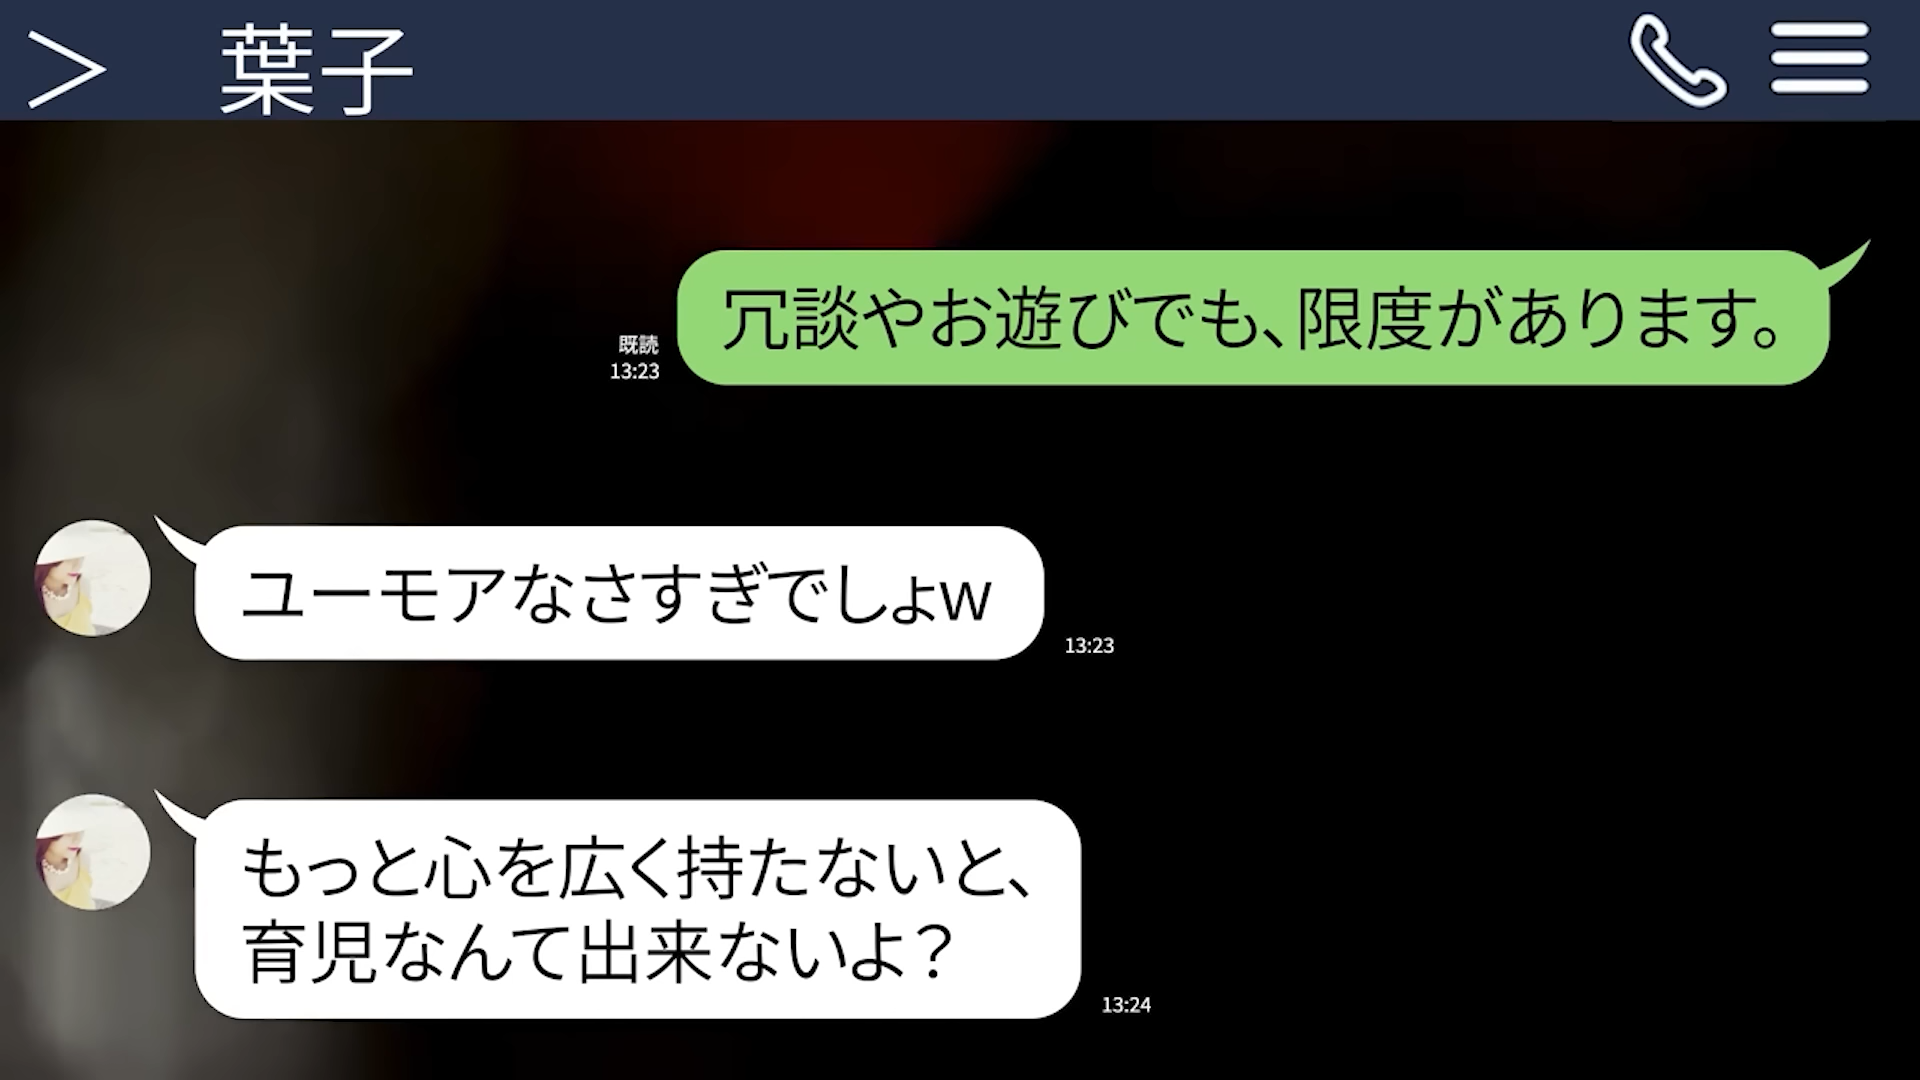 葉子
冗談やお遊びでも、限度があります。
既読
13:23
ユーモアなさすぎでしょw
13:23
もっと心を広く持たないと、
育児なんて出来ないよ?
13:24